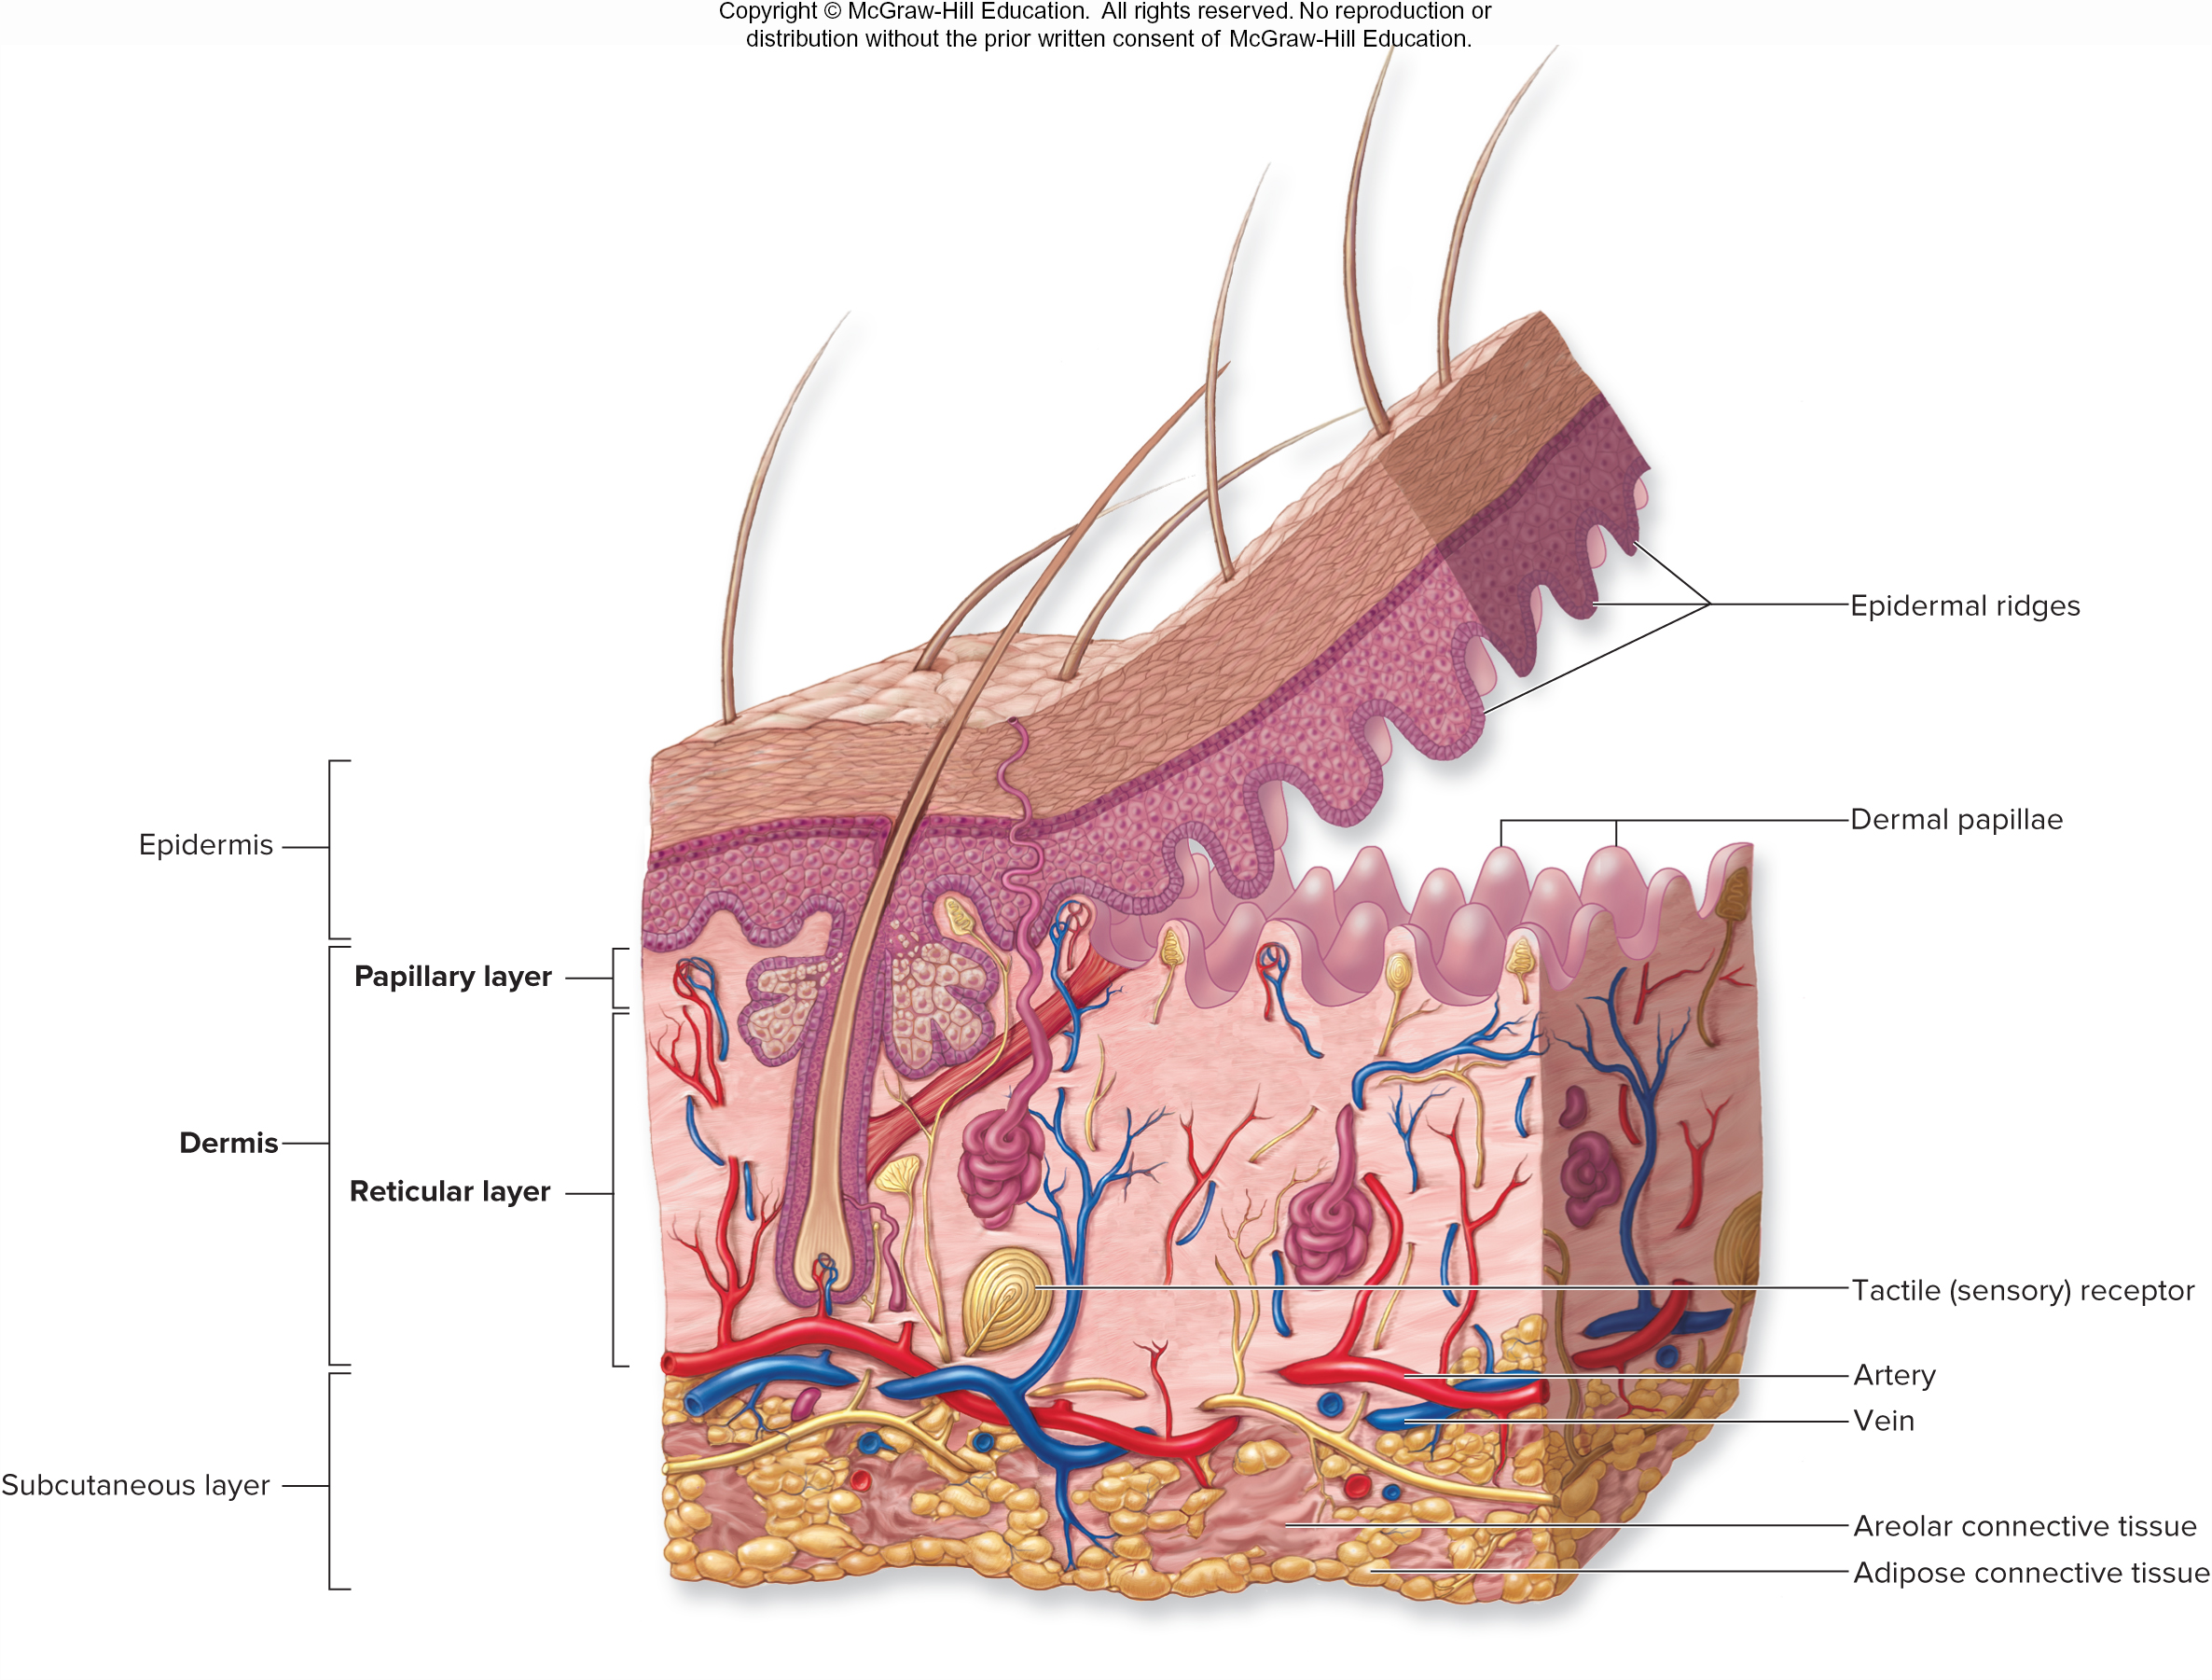 Copyright © McGraw-Hill Education. All rights reserved. No reproduction or
distribution without the prior written consent of McGraw-Hill Education.
Epidermis
Papillary layer
Dermis
Reticular layer
Subcutaneous layer
Epidermal ridges
Dermal papillae
Tactile (sensory) receptor
Artery
Vein
Areolar connective tissue
Adipose connective tissue